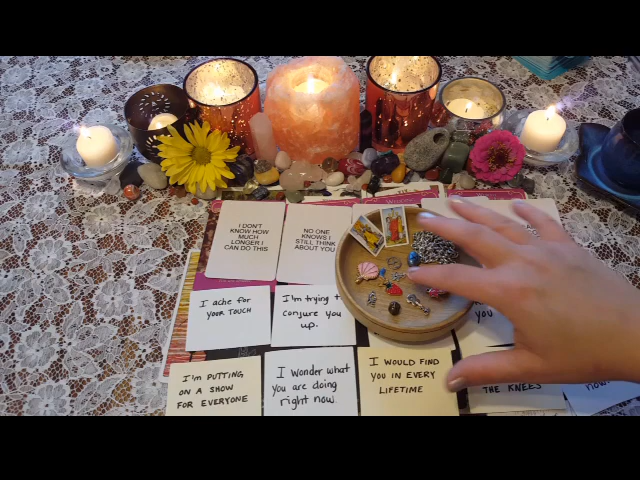 I DON'T
KNOW HOW
MUCH
LONGER I
CAN DO THIS
NO ONE
KNOWS I
STILL THINK
ABOUT YOU
I ache for
YOUR TOUCH
I'm trying t
conjure you
up.
YOU
I'm PUTTING
ON A SHOW
FOR EVERYONE
I wonder what
you are doing
right now.
I WOULD FIND
YOU IN EVERY
LIFETIME
THE KNEES